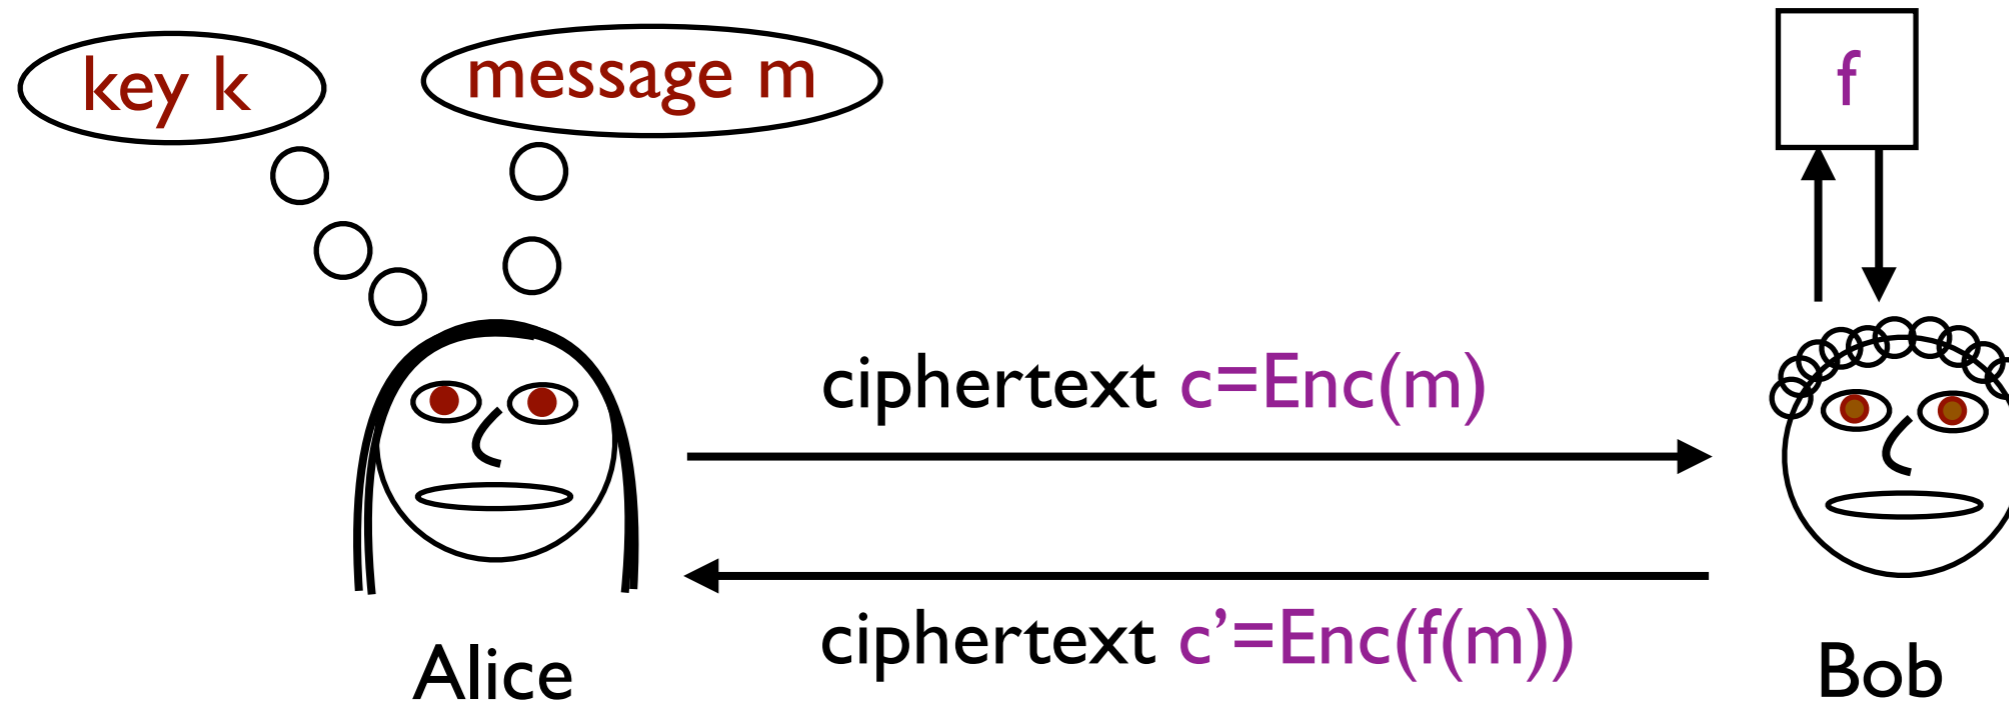 key k
message m
f
ciphertext c=Enc(m)
ciphertext c’=Enc(f(m))
Alice
Bob